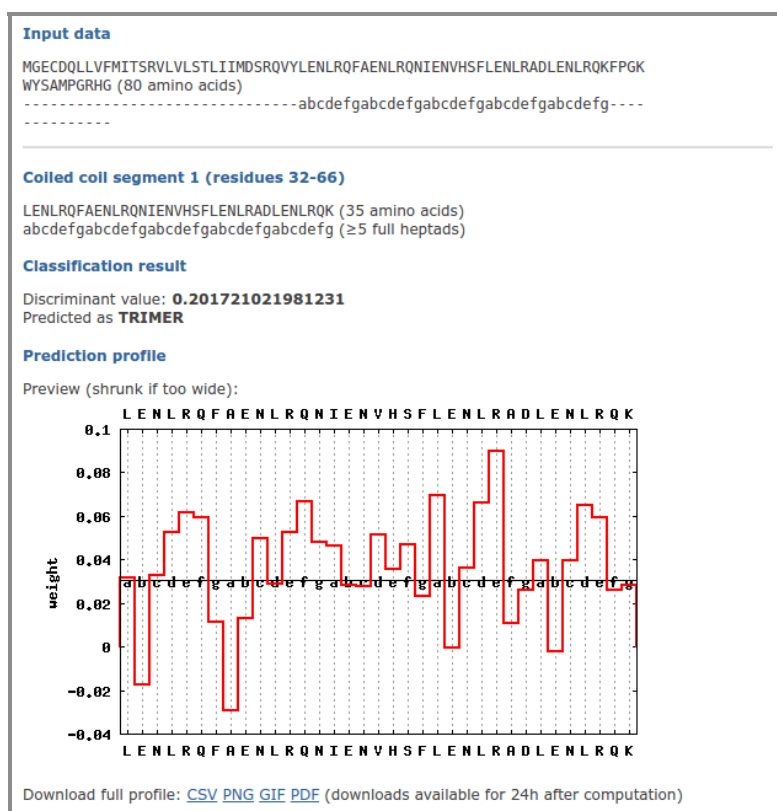 Input data
MGECDQLLVFMITSRVLVLSTLIIMDSRQVYLENLRQFAENLRQNIENVHSFLENLRADLENLRQKFPGK
WYSAMPGRHG (80 amino acids)
-------------------------------abcdefgabcdefgabcdefgabcdefgabcdefg----
----------
Coiled coil segment 1 (residues 32-66)
LENLRQFAENLRQNIENVHSFLENLRADLENLRQK (35 amino acids)
abcdefgabcdefgabcdefgabcdefgabcdefg (≥5 full heptads)
Classification result
Discriminant value: 0.201721021981231
Predicted as TRIMER
Prediction profile
Preview (shrunk if too wide):
L E N L R Q F A E N L R Q N I E N V H S F L E N L R A D L E N L R Q K
0.1
0.08
0.06
0.04
0.02
0
-0.02
-0.04
weight
a b c d e f g a b c d e f g a b c d e f g a b c d e f g a b c d e f g
L E N L R Q F A E N L R Q N I E N V H S F L E N L R A D L E N L R Q K
Download full profile: CSV PNG GIF PDF (downloads available for 24h after computation)